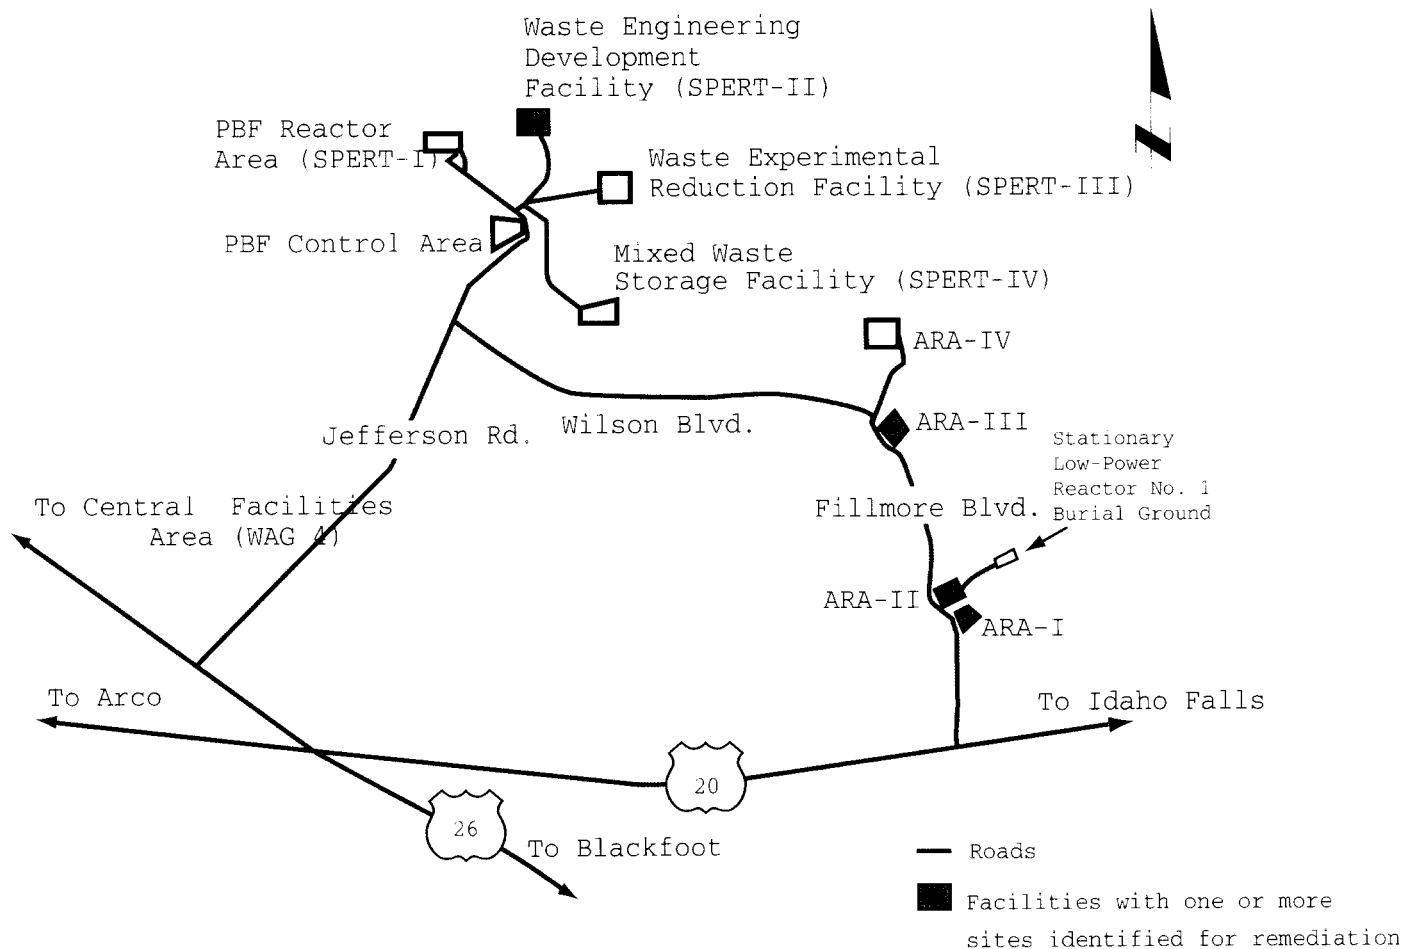 Waste Engineering
Development
Facility (SPERT-II)
PBF Reactor
Area (SPERT-I)
Waste Experimental
Reduction Facility (SPERT-III)
PBF Control Area
Mixed Waste
Storage Facility (SPERT-IV)
ARA-IV
ARA-III
Wilson Blvd.
Jefferson Rd.
Stationary
Low-Power
Reactor No. 1
Burial Ground
To Central Facilities
Area (WAG 4)
Fillmore Blvd.
ARA-II
ARA-I
To Arco
To Idaho Falls
20
26
To Blackfoot
Roads
Facilities with one or more
sites identified for remediation